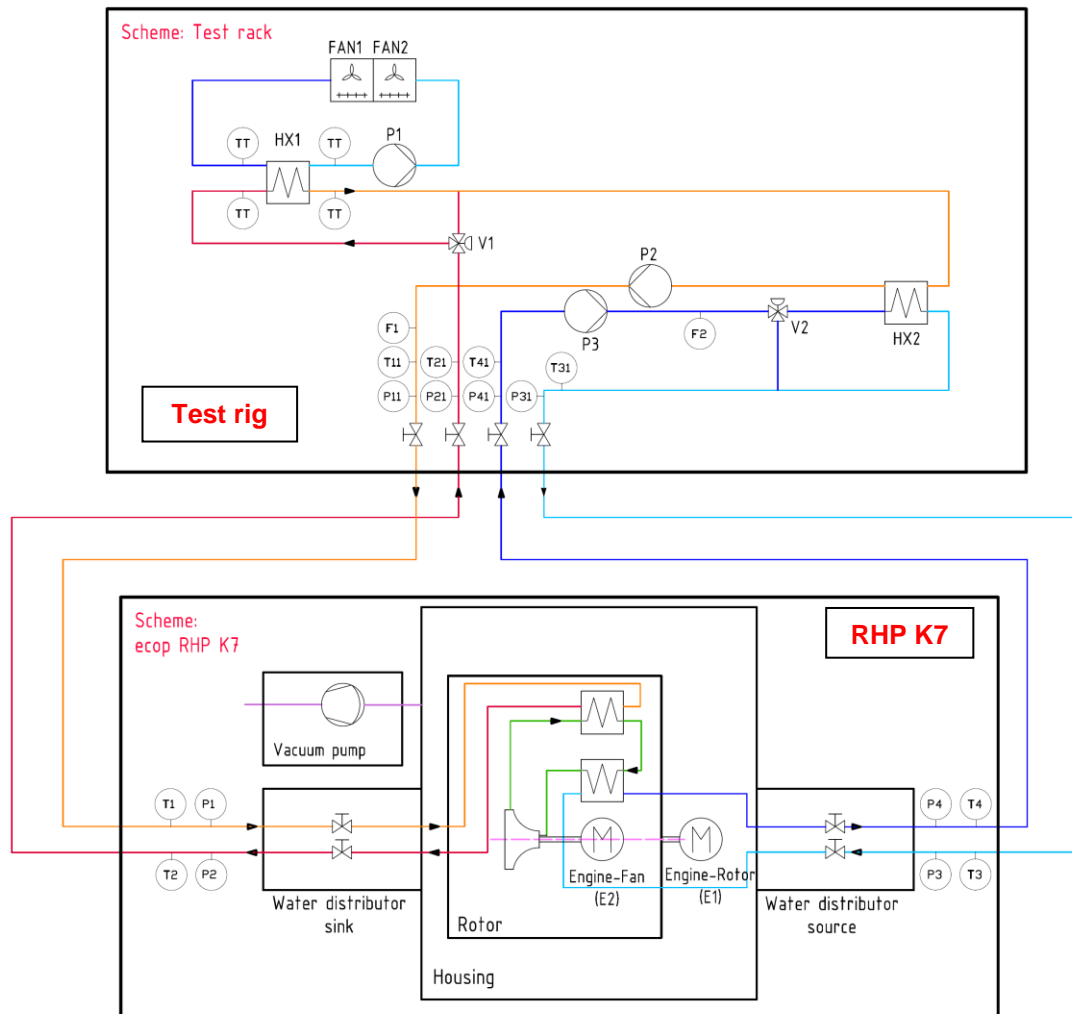 Scheme: Test rack
FAN1 FAN2
HX1
P1
TT
TT
TT
TT
V1
P2
P3
F2
V2
HX2
F1
T11
T21
T41
T31
P11
P21
P41
P31
Test rig
Scheme:
ecop RHP K7
RHP K7
Vacuum pump
T1
P1
T2
P2
Water distributor
sink
M
Engine-Fan
(E2)
M
Engine-Rotor
(E1)
Rotor
Housing
P4
T4
P3
T3
Water distributor
source